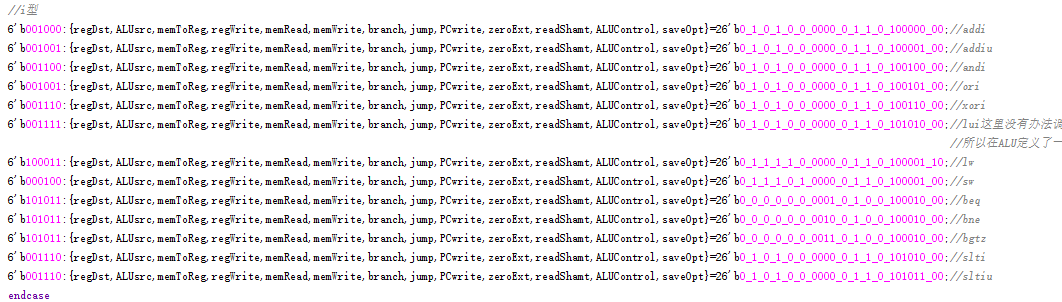 //i型
6'b001000:{regDst,ALUsrc,memToReg,regWrite,memRead,memWrite,branch,jump,PCwrite,zeroExt,readShamt,ALUControl,saveOpt}=26'b0_1_0_1_0_0_0000_0_1_1_0_100000_00;//addi
6'b001001:{regDst,ALUsrc,memToReg,regWrite,memRead,memWrite,branch,jump,PCwrite,zeroExt,readShamt,ALUControl,saveOpt}=26'b0_1_0_1_0_0_0000_0_1_1_0_100001_00;//addiu
6'b001100:{regDst,ALUsrc,memToReg,regWrite,memRead,memWrite,branch,jump,PCwrite,zeroExt,readShamt,ALUControl,saveOpt}=26'b0_1_0_1_0_0_0000_0_1_1_0_100100_00;//andi
6'b001001:{regDst,ALUsrc,memToReg,regWrite,memRead,memWrite,branch,jump,PCwrite,zeroExt,readShamt,ALUControl,saveOpt}=26'b0_1_0_1_0_0_0000_0_1_1_0_100101_00;//ori
6'b001110:{regDst,ALUsrc,memToReg,regWrite,memRead,memWrite,branch,jump,PCwrite,zeroExt,readShamt,ALUControl,saveOpt}=26'b0_1_0_1_0_0_0000_0_1_1_0_100110_00;//xori
6'b001111:{regDst,ALUsrc,memToReg,regWrite,memRead,memWrite,branch,jump,PCwrite,zeroExt,readShamt,ALUControl,saveOpt}=26'b0_1_0_1_0_0_0000_0_1_1_0_101010_00;//lui这里没有办法
//所以在ALU定义了一
6'b100011:{regDst,ALUsrc,memToReg,regWrite,memRead,memWrite,branch,jump,PCwrite,zeroExt,readShamt,ALUControl,saveOpt}=26'b0_1_1_1_1_0_0000_0_1_1_0_100001_10;//lw
6'b000100:{regDst,ALUsrc,memToReg,regWrite,memRead,memWrite,branch,jump,PCwrite,zeroExt,readShamt,ALUControl,saveOpt}=26'b0_1_1_1_0_1_0000_0_1_1_0_100001_00;//sw
6'b101011:{regDst,ALUsrc,memToReg,regWrite,memRead,memWrite,branch,jump,PCwrite,zeroExt,readShamt,ALUControl,saveOpt}=26'b0_0_0_0_0_0_0001_0_1_0_0_100010_00;//beq
6'b101011:{regDst,ALUsrc,memToReg,regWrite,memRead,memWrite,branch,jump,PCwrite,zeroExt,readShamt,ALUControl,saveOpt}=26'b0_0_0_0_0_0_0010_0_1_0_0_100010_00;//bne
6'b101011:{regDst,ALUsrc,memToReg,regWrite,memRead,memWrite,branch,jump,PCwrite,zeroExt,readShamt,ALUControl,saveOpt}=26'b0_0_0_0_0_0_0011_0_1_0_0_100010_00;//bgtz
6'b001110:{regDst,ALUsrc,memToReg,regWrite,memRead,memWrite,branch,jump,PCwrite,zeroExt,readShamt,ALUControl,saveOpt}=26'b0_1_0_1_0_0_0000_0_1_1_0_101010_00;//slti
6'b001110:{regDst,ALUsrc,memToReg,regWrite,memRead,memWrite,branch,jump,PCwrite,zeroExt,readShamt,ALUControl,saveOpt}=26'b0_1_0_1_0_0_0000_0_1_1_0_101011_00;//sltiu
endcase